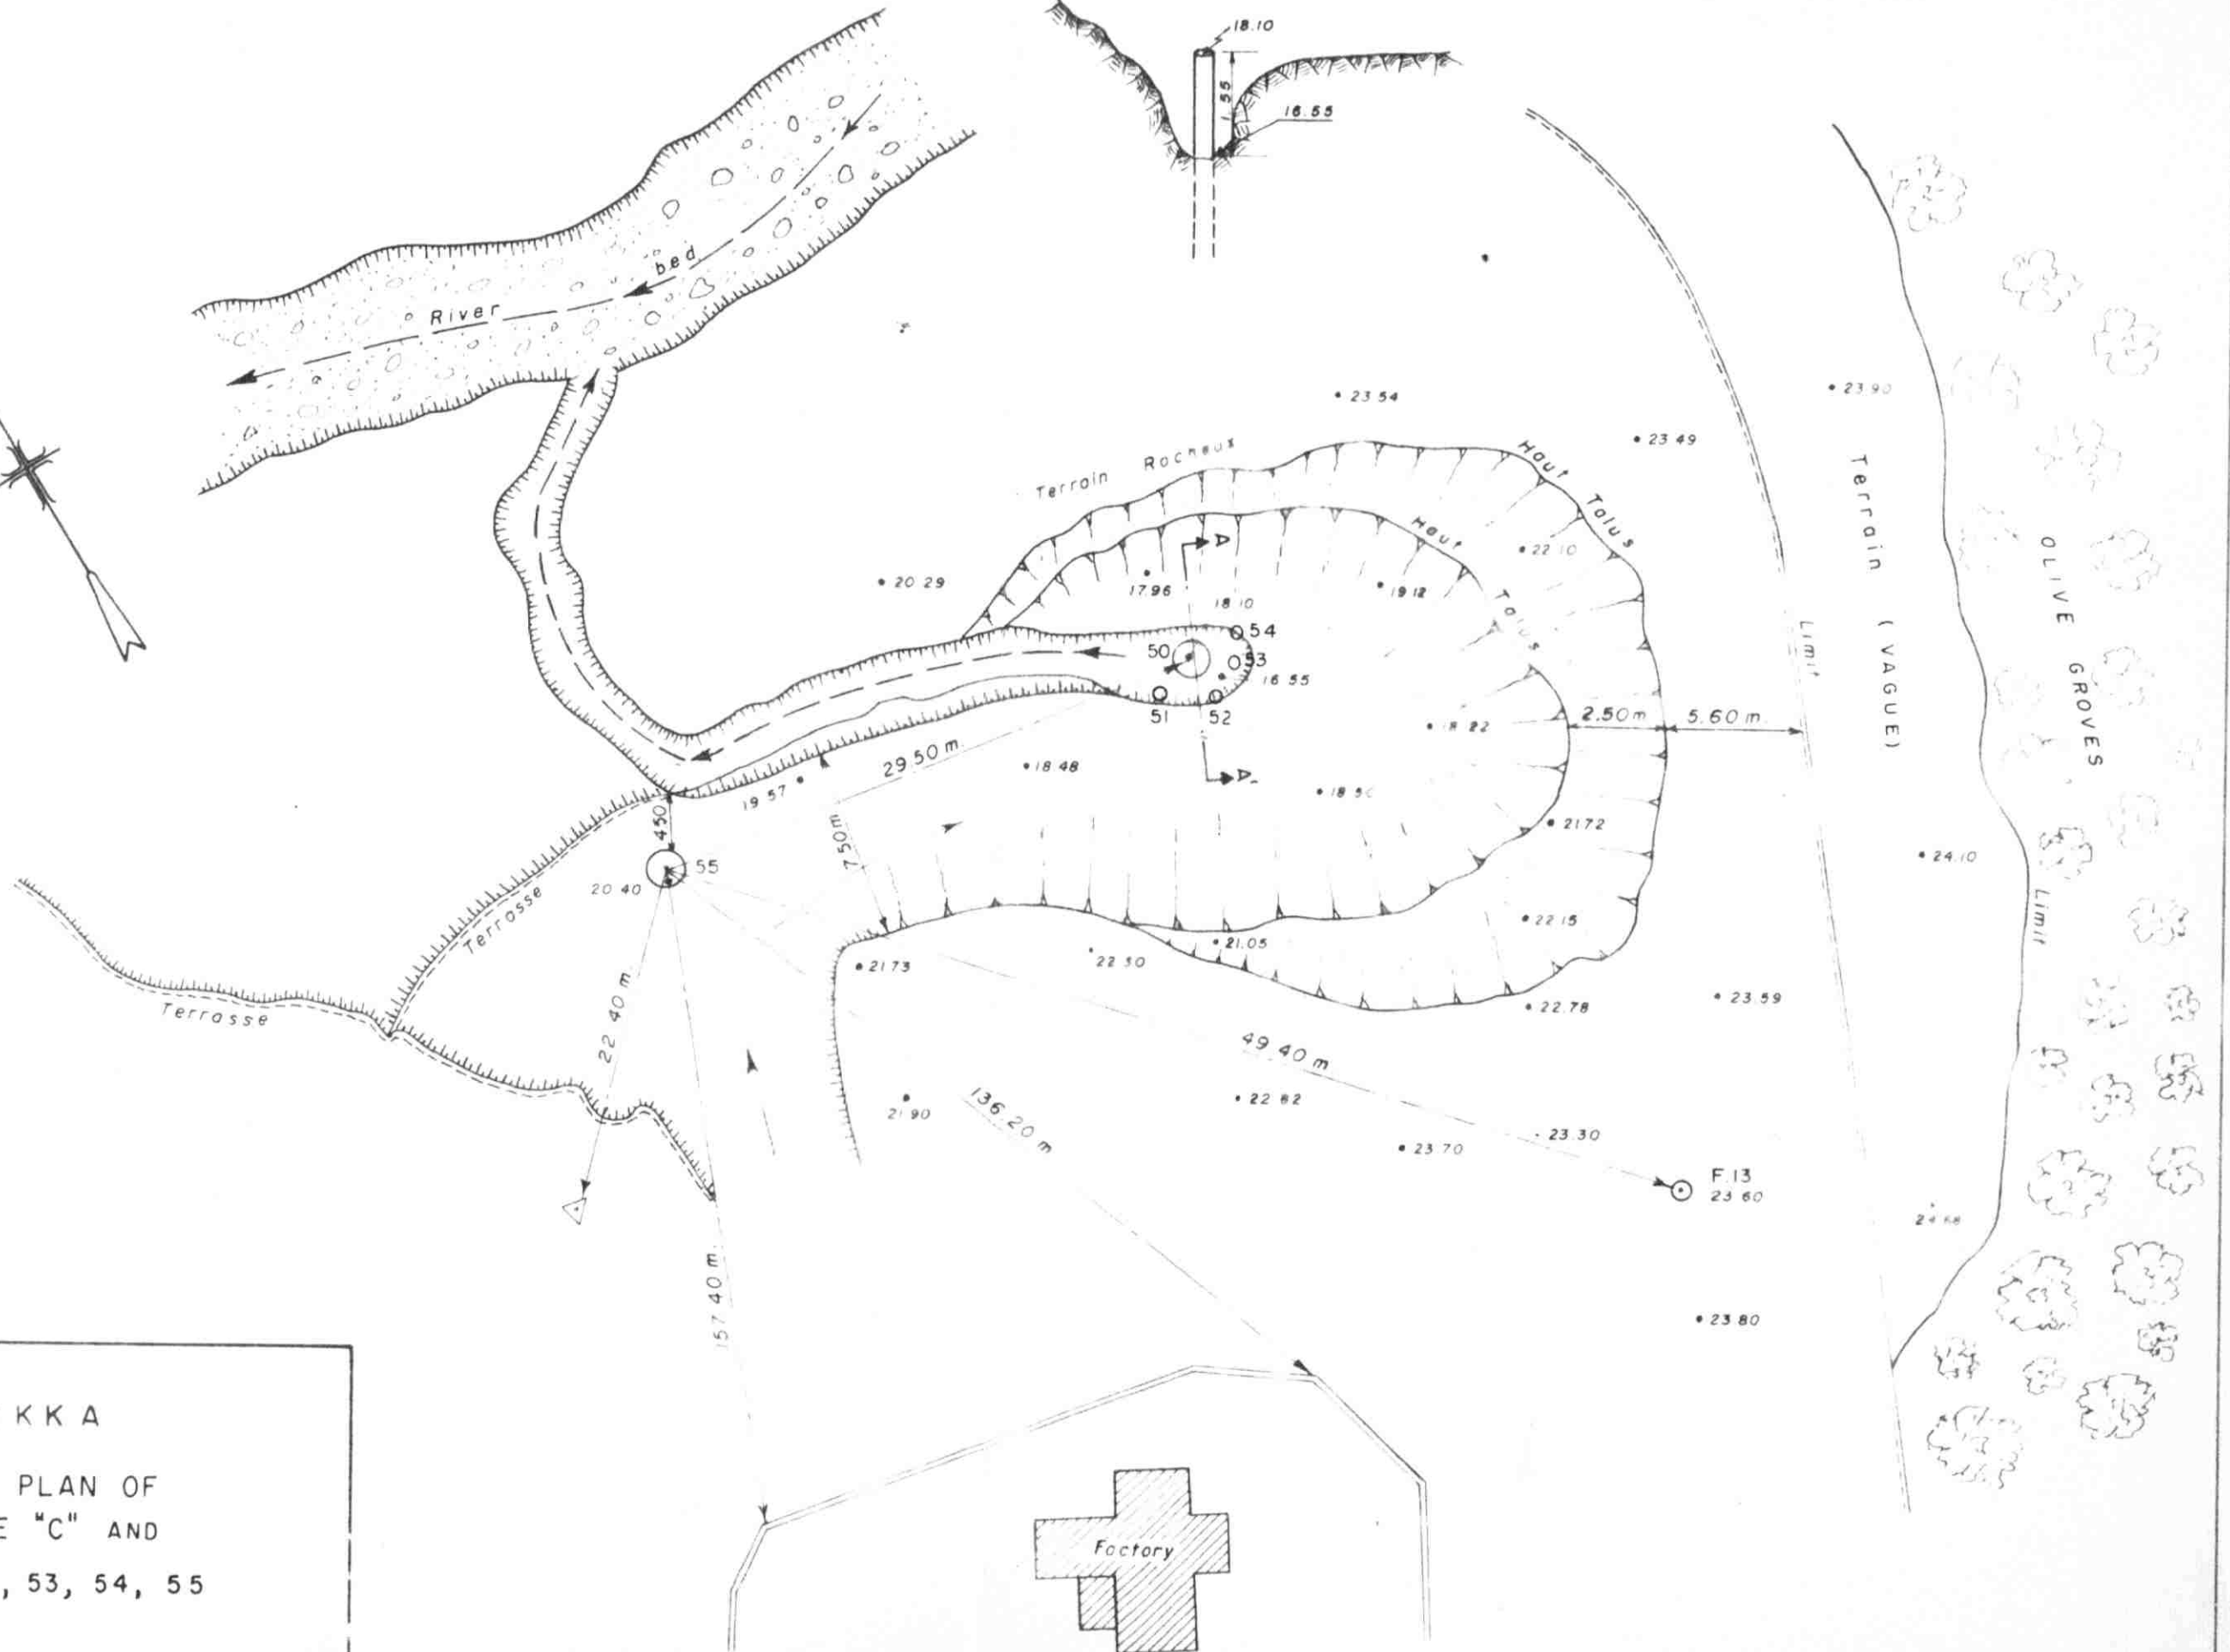 18.10
1.55
16.55
River bed
23 54
23 49
23 90
Terrain Rocheux
Haut Talus
Haut Talus
22 10
20 29
17 96
19 12
18 10
54
50
53
16 55
51
52
A
A
Terrain (VAGUE)
OLIVE GROVES
Limit
Limit
2.50 m
5.60 m.
18 22
29.50 m.
18 48
19 57
4 50
7 50 m
21 72
24.10
55
20 40
Terrasse
Terrasse
22 15
21.05
21 73
22 50
22.78
23.59
22 40 m.
49 40 m
136 20 m
21 90
22 82
23 70
23.30
F. 13
23 60
157 40 m.
23 80
Factory
KKA
PLAN OF
E "C" AND
, 53, 54, 55